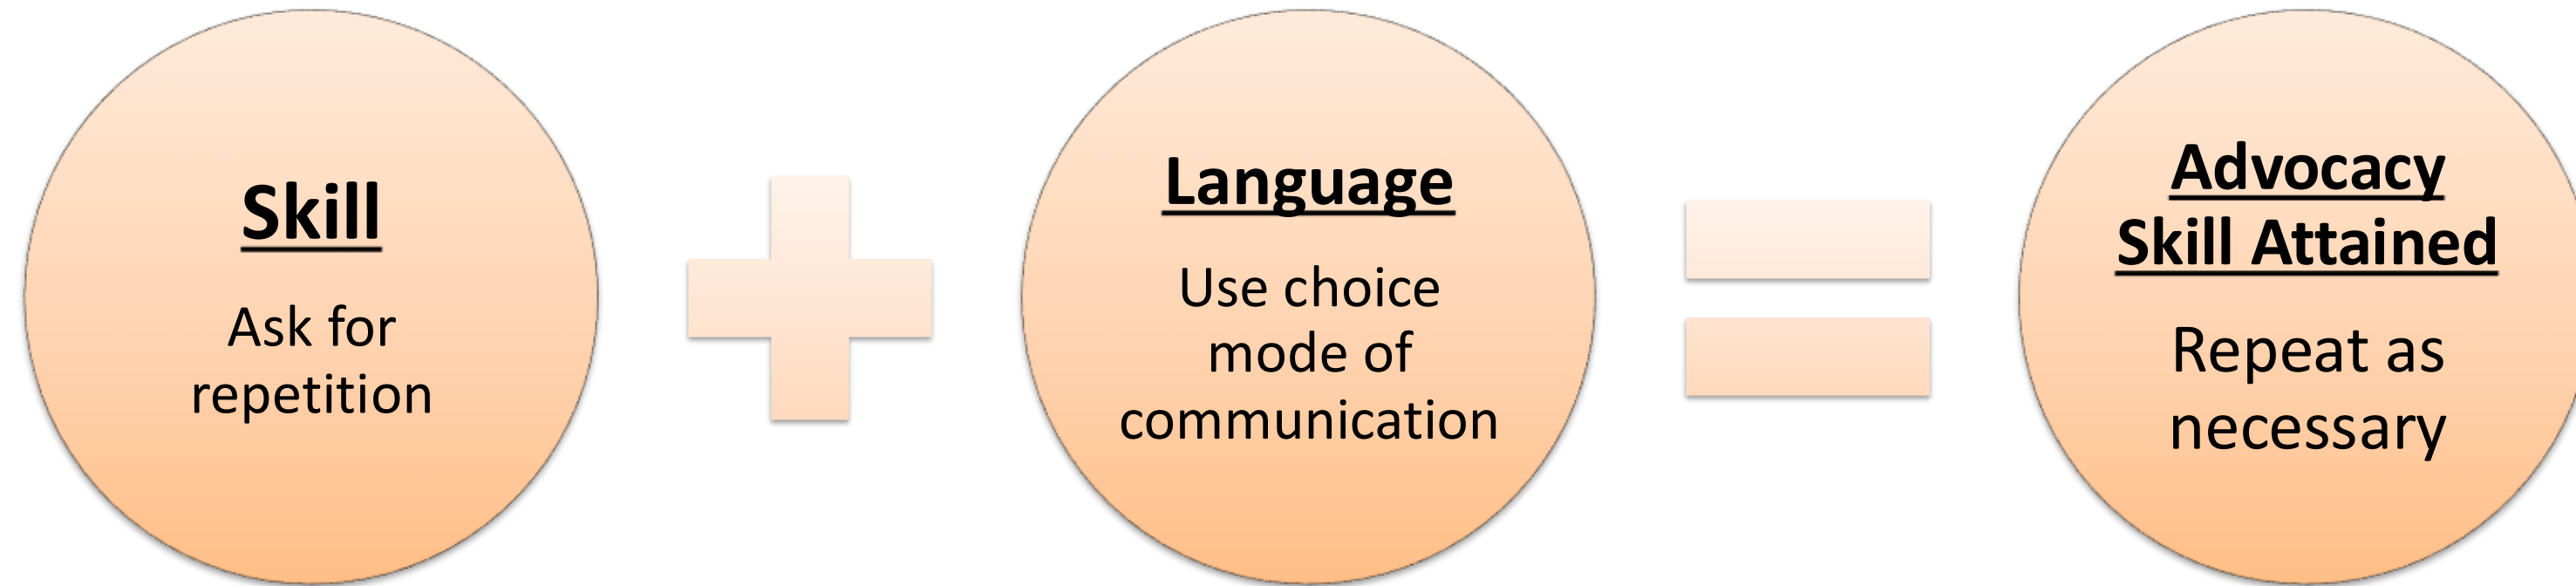 Skill
Ask for
repetition
Language
Use choice
mode of
communication
Advocacy
Skill Attained
Repeat as
necessary